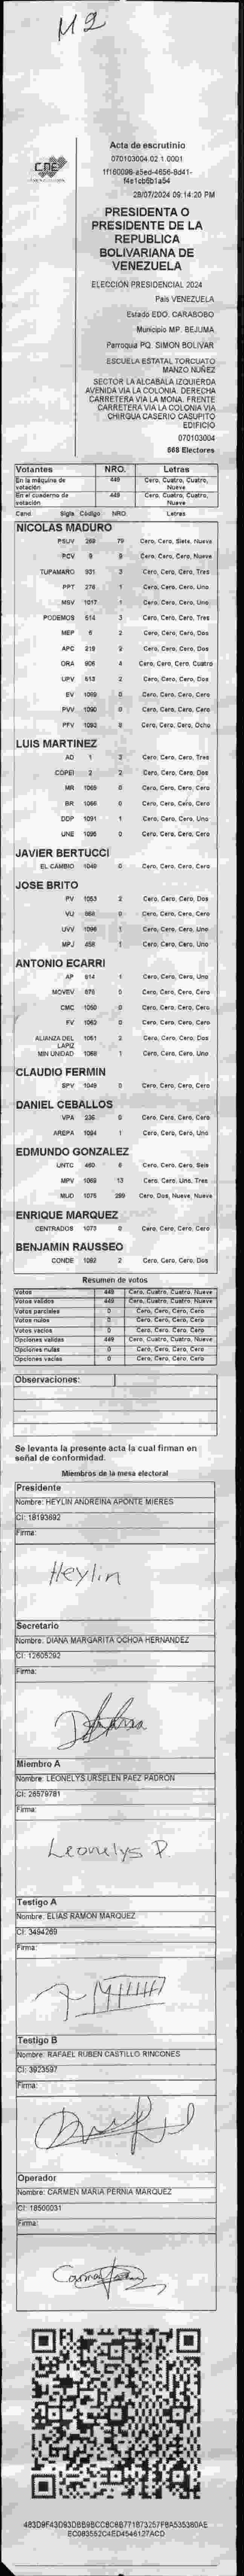 M2
CNE
Acta de escrutinio
070103004.02.1.0001
28/07/2024 09:14:20 PM
PRESIDENTA O
PRESIDENTE DE LA
REPUBLICA
BOLIVARIANA DE
VENEZUELA
ELECCIÓN PRESIDENCIAL 2024
Pais VENEZUELA
Estado EDO. CARABOBO
Municipio MP. BEJUMA
Parroquia PQ. SIMON BOLIVAR
ESCUELA ESTATAL TORCUATO
MANZO NUÑEZ
SECTOR LA ALCABALA IZQUIERDA
AVENIDA VIA LA COLONIA. DERECHA
CARRETERA VIA LA MONA. FRENTE
CARRETERA VIA LA COLONIA VIA
CHIRGUA CASERIO CASUPITO
EDIFICIO
070103004
668 Electores
Votantes NRO. Letras
En la máquina de votación 449 Cero, Cuatro, Cuatro, Nueve
En el cuaderno de votación 449 Cero, Cuatro, Cuatro, Nueve
Cand Sigla Código NRO. Letras
NICOLAS MADURO
PSUV 269 79 Cero, Cero, Siete, Nueve
PCV 9 9 Cero, Cero, Cero, Nueve
TUPAMARO 931 3 Cero, Cero, Cero, Tres
PPT 276 1 Cero, Cero, Cero, Uno
MSV 1017 1 Cero, Cero, Cero, Uno
PODEMOS 514 3 Cero, Cero, Cero, Tres
MEP 6 2 Cero, Cero, Cero, Dos
APC 219 2 Cero, Cero, Cero, Dos
ORA 906 4 Cero, Cero, Cero, Cuatro
UPV 513 2 Cero, Cero, Cero, Dos
EV 1069 0 Cero, Cero, Cero, Cero
PVV 1090 0 Cero, Cero, Cero, Cero
PFV 1093 8 Cero, Cero, Cero, Ocho
LUIS MARTINEZ
AD 1 3 Cero, Cero, Cero, Tres
COPEI 2 2 Cero, Cero, Cero, Dos
MR 1065 0 Cero, Cero, Cero, Cero
BR 1066 0 Cero, Cero, Cero, Cero
DDP 1091 1 Cero, Cero, Cero, Uno
UNE 1095 0 Cero, Cero, Cero, Cero
JAVIER BERTUCCI
EL CAMBIO 1048 0 Cero, Cero, Cero, Cero
JOSE BRITO
PV 1053 2 Cero, Cero, Cero, Dos
VU 968 0 Cero, Cero, Cero, Cero
UVV 1096 1 Cero, Cero, Cero, Uno
MPJ 458 1 Cero, Cero, Cero, Uno
ANTONIO ECARRI
AP 614 1 Cero, Cero, Cero, Uno
MOVEV 876 0 Cero, Cero, Cero, Cero
CMC 1050 0 Cero, Cero, Cero, Cero
FV 1052 0 Cero, Cero, Cero, Cero
ALIANZA DEL LAPIZ 1051 2 Cero, Cero, Cero, Dos
MIN UNIDAD 1068 1 Cero, Cero, Cero, Uno
CLAUDIO FERMIN
SPV 1049 0 Cero, Cero, Cero, Cero
DANIEL CEBALLOS
VPA 235 0 Cero, Cero, Cero, Cero
AREPA 1094 1 Cero, Cero, Cero, Uno
EDMUNDO GONZALEZ
UNTC 460 6 Cero, Cero, Cero, Seis
MPV 1069 13 Cero, Cero, Uno, Tres
MUD 1075 299 Cero, Dos, Nueve, Nueve
ENRIQUE MARQUEZ
CENTRADOS 1073 0 Cero, Cero, Cero, Cero
BENJAMIN RAUSSEO
CONDE 1082 2 Cero, Cero, Cero, Dos
Resumen de votos
Votos 449 Cero, Cuatro, Cuatro, Nueve
Votos validos 449 Cero, Cuatro, Cuatro, Nueve
Votos parciales 0 Cero, Cero, Cero, Cero
Votos nulos 0 Cero, Cero, Cero, Cero
Votos vacios 0 Cero, Cero, Cero, Cero
Opciones validas 449 Cero, Cuatro, Cuatro, Nueve
Opciones nulas 0 Cero, Cero, Cero, Cero
Opciones vacias 0 Cero, Cero, Cero, Cero
Observaciones:
Se levanta la presente acta la cual firman en
señal de conformidad.
Miembros de la mesa electoral
Presidente
Nombre: HEYLIN ANDREINA APONTE MIERES
CI: 18193692
Firma:
Heylin
Secretario
Nombre: DIANA MARGARITA OCHOA HERNANDEZ
CI: 12605292
Firma:
Miembro A
Nombre: LEONELYS URSELEN PAEZ PADRON
CI: 26579781
Firma:
Leonelys P.
Testigo A
Nombre: ELIAS RAMON MARQUEZ
CI: 3494269
Firma:
Testigo B
Nombre: RAFAEL RUBEN CASTILLO RINCONES
CI: 3923597
Firma:
Operador
Nombre: CARMEN MARIA PERNIA MARQUEZ
CI: 18500031
Firma: